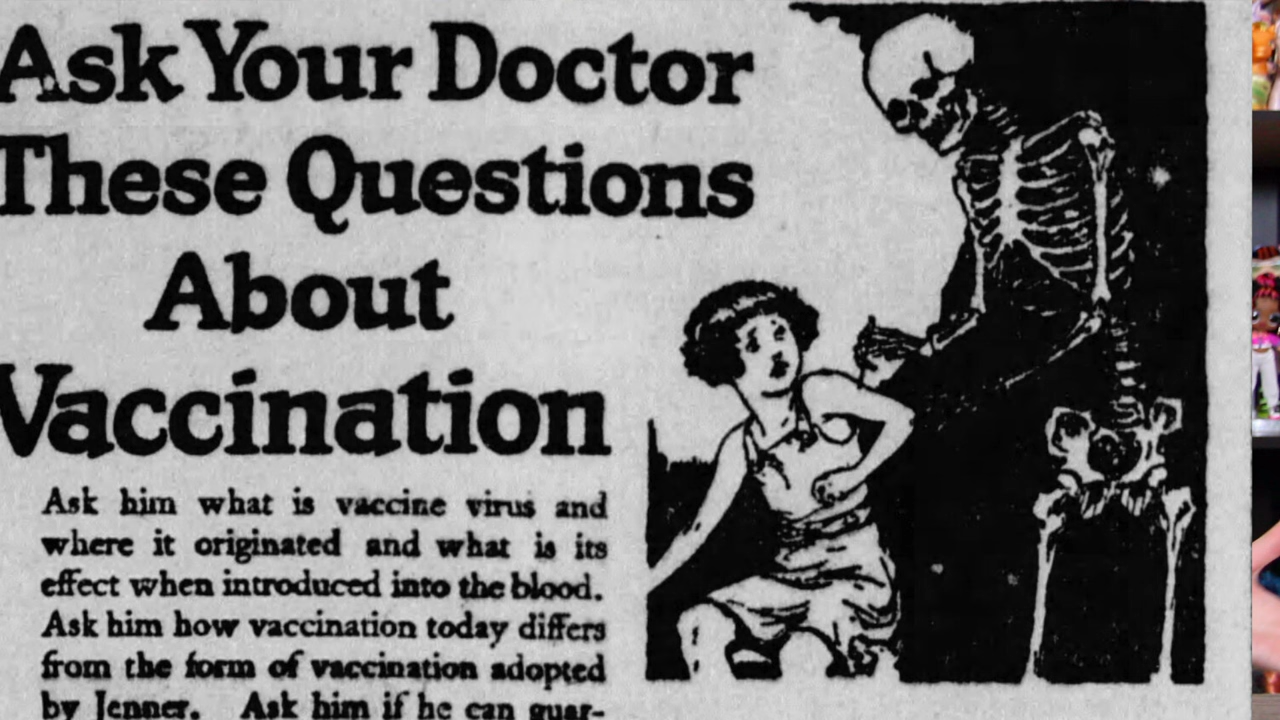 Ask Your Doctor
These Questions
About
Vaccination
Ask him what is vaccine virus and
where it originated and what is its
effect when introduced into the blood.
Ask him how vaccination today differs
from the form of vaccination adopted
by Jenner. Ask him if he can guar-